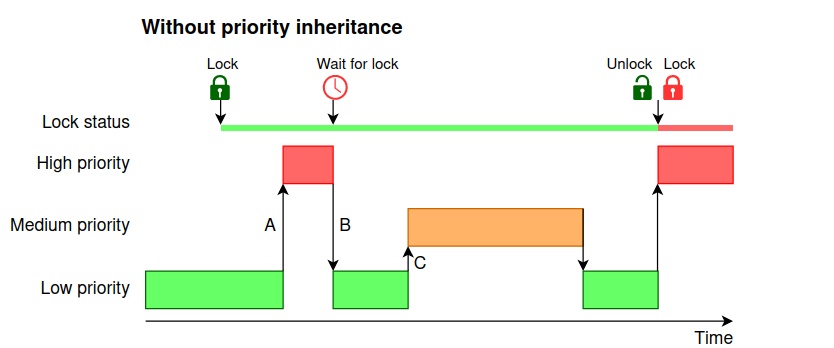 Without priority inheritance
Lock
Wait for lock
Unlock
Lock
Lock status
High priority
Medium priority
A
B
C
Low priority
Time